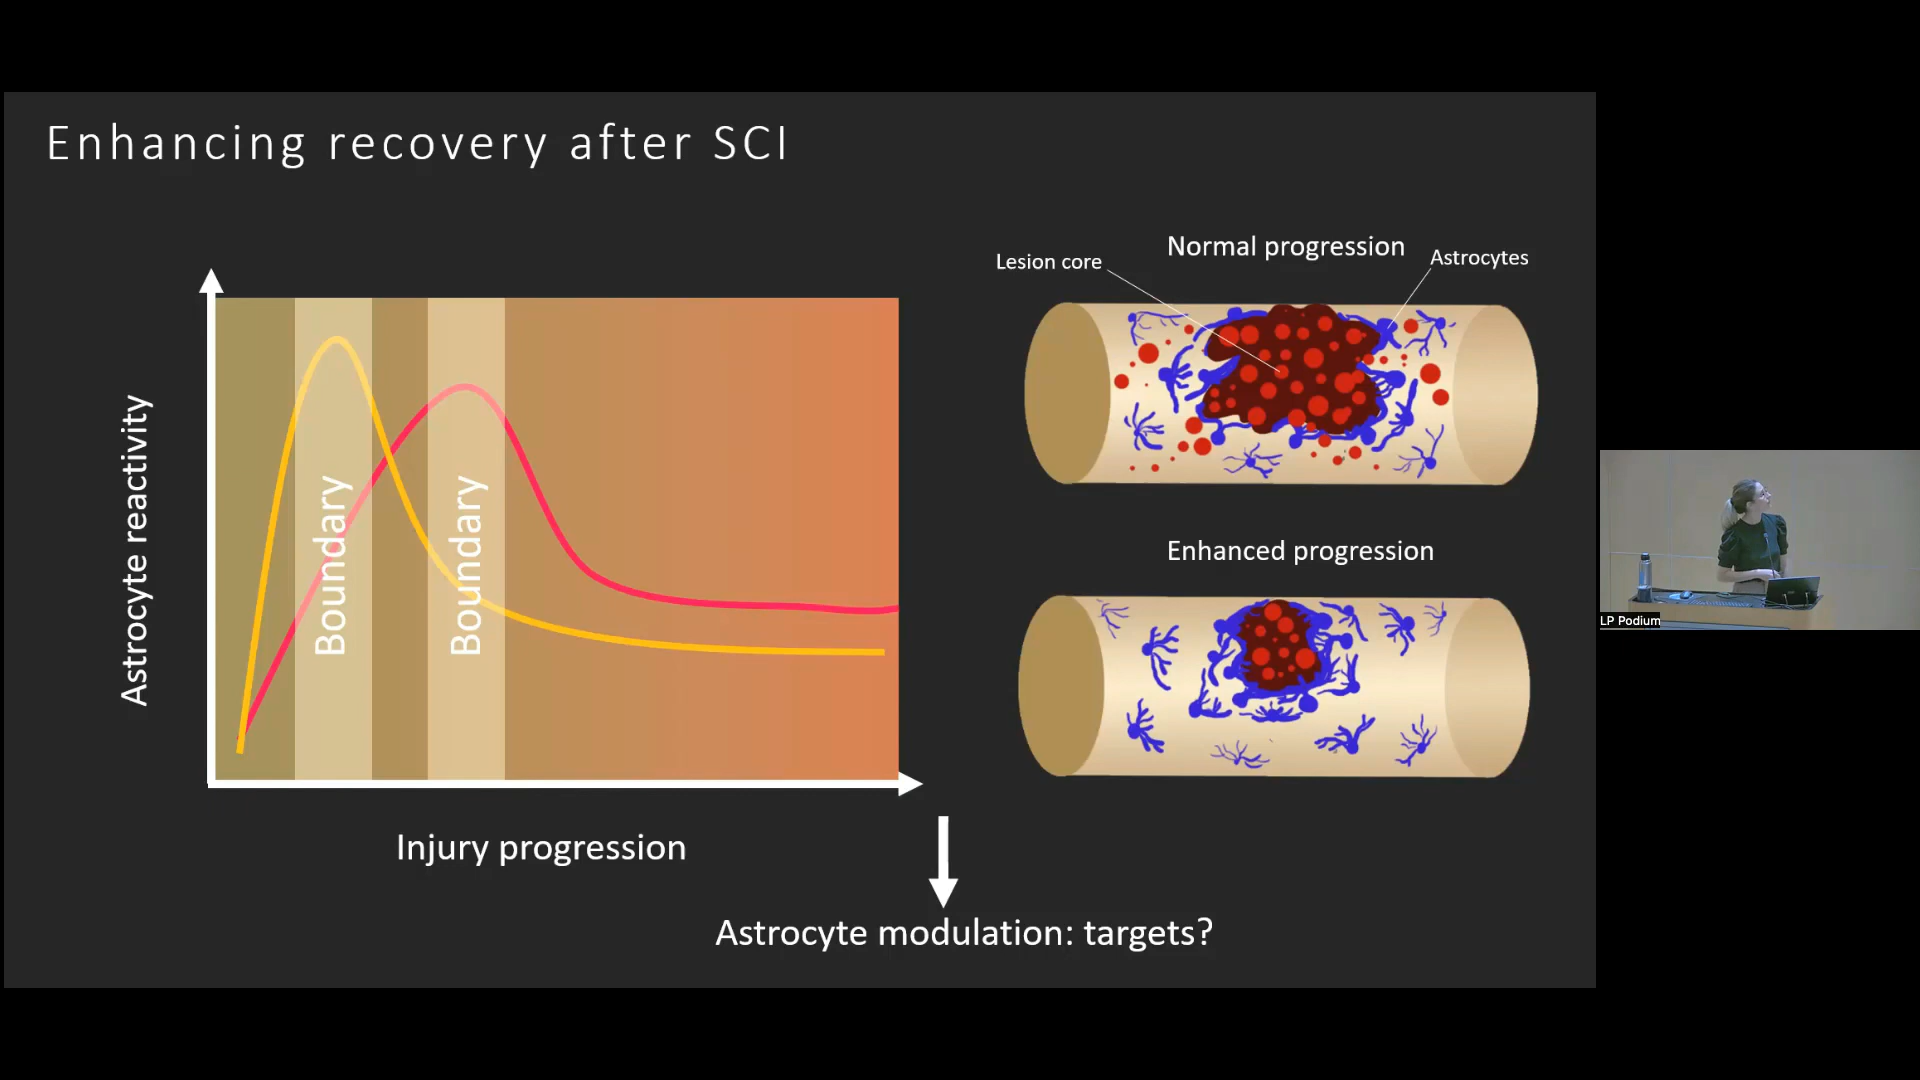 Enhancing recovery after SCI
Astrocyte reactivity
Boundary
Boundary
Injury progression
Normal progression
Lesion core
Astrocytes
Enhanced progression
Astrocyte modulation: targets?
LP Podium